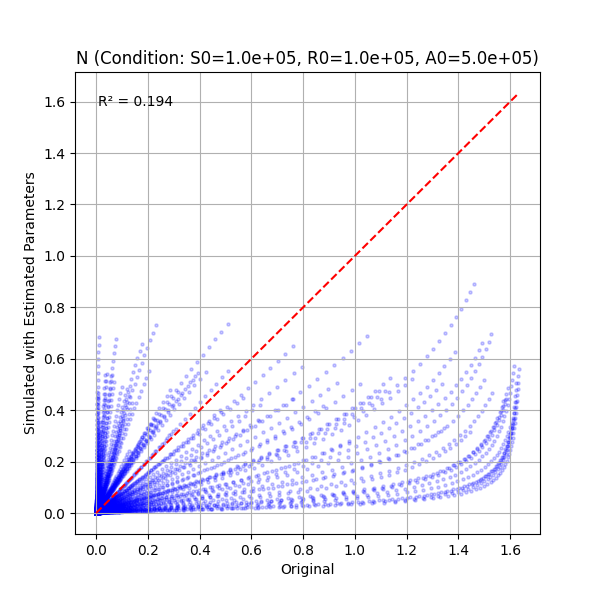 N (Condition: S0=1.0e+05, R0=1.0e+05, A0=5.0e+05)
R² = 0.194
1.6
1.4
1.2
1.0
0.8
0.6
0.4
0.2
0.0
Simulated with Estimated Parameters
0.0 0.2 0.4 0.6 0.8 1.0 1.2 1.4 1.6
Original